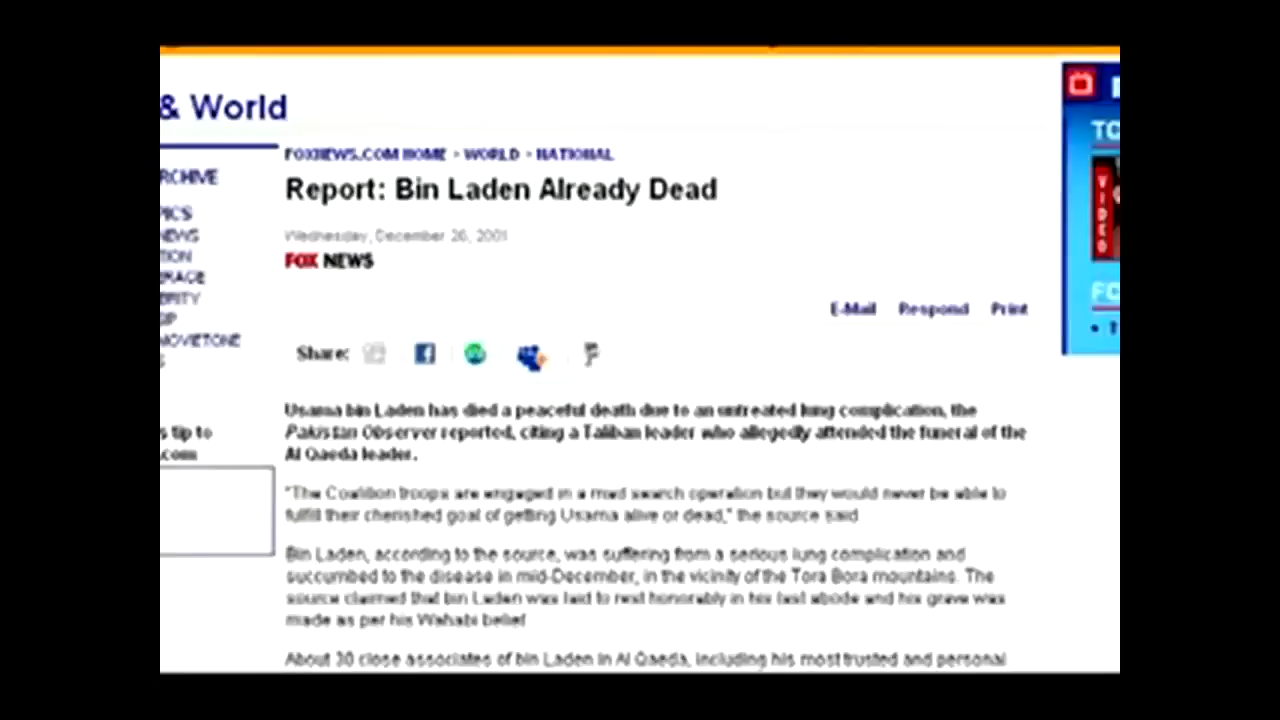 & World
RCHIVE
PICS
NEWS
TION
ERAGE
BRITY
SIP
MOVIETONE
S
s tip to
.com
FOXNEWS.COM HOME > WORLD > NATIONAL
Report: Bin Laden Already Dead
Wednesday, December 26, 2001
FOX NEWS
E-Mail Respond Print
Share:
Usama bin Laden has died a peaceful death due to an untreated lung complication, the
Pakistan Observer reported, citing a Taliban leader who allegedly attended the funeral of the
Al Qaeda leader.
"The Coalition troops are engaged in a mad search operation but they would never be able to
fulfill their cherished goal of getting Usama alive or dead," the source said.
Bin Laden, according to the source, was suffering from a serious lung complication and
succumbed to the disease in mid-December, in the vicinity of the Tora Bora mountains. The
source claimed that bin Laden was laid to rest honorably in his last abode and his grave was
made as per his Wahabi belief.
About 30 close associates of bin Laden in Al Qaeda, including his most trusted and personal
TO
VIDEO
FO